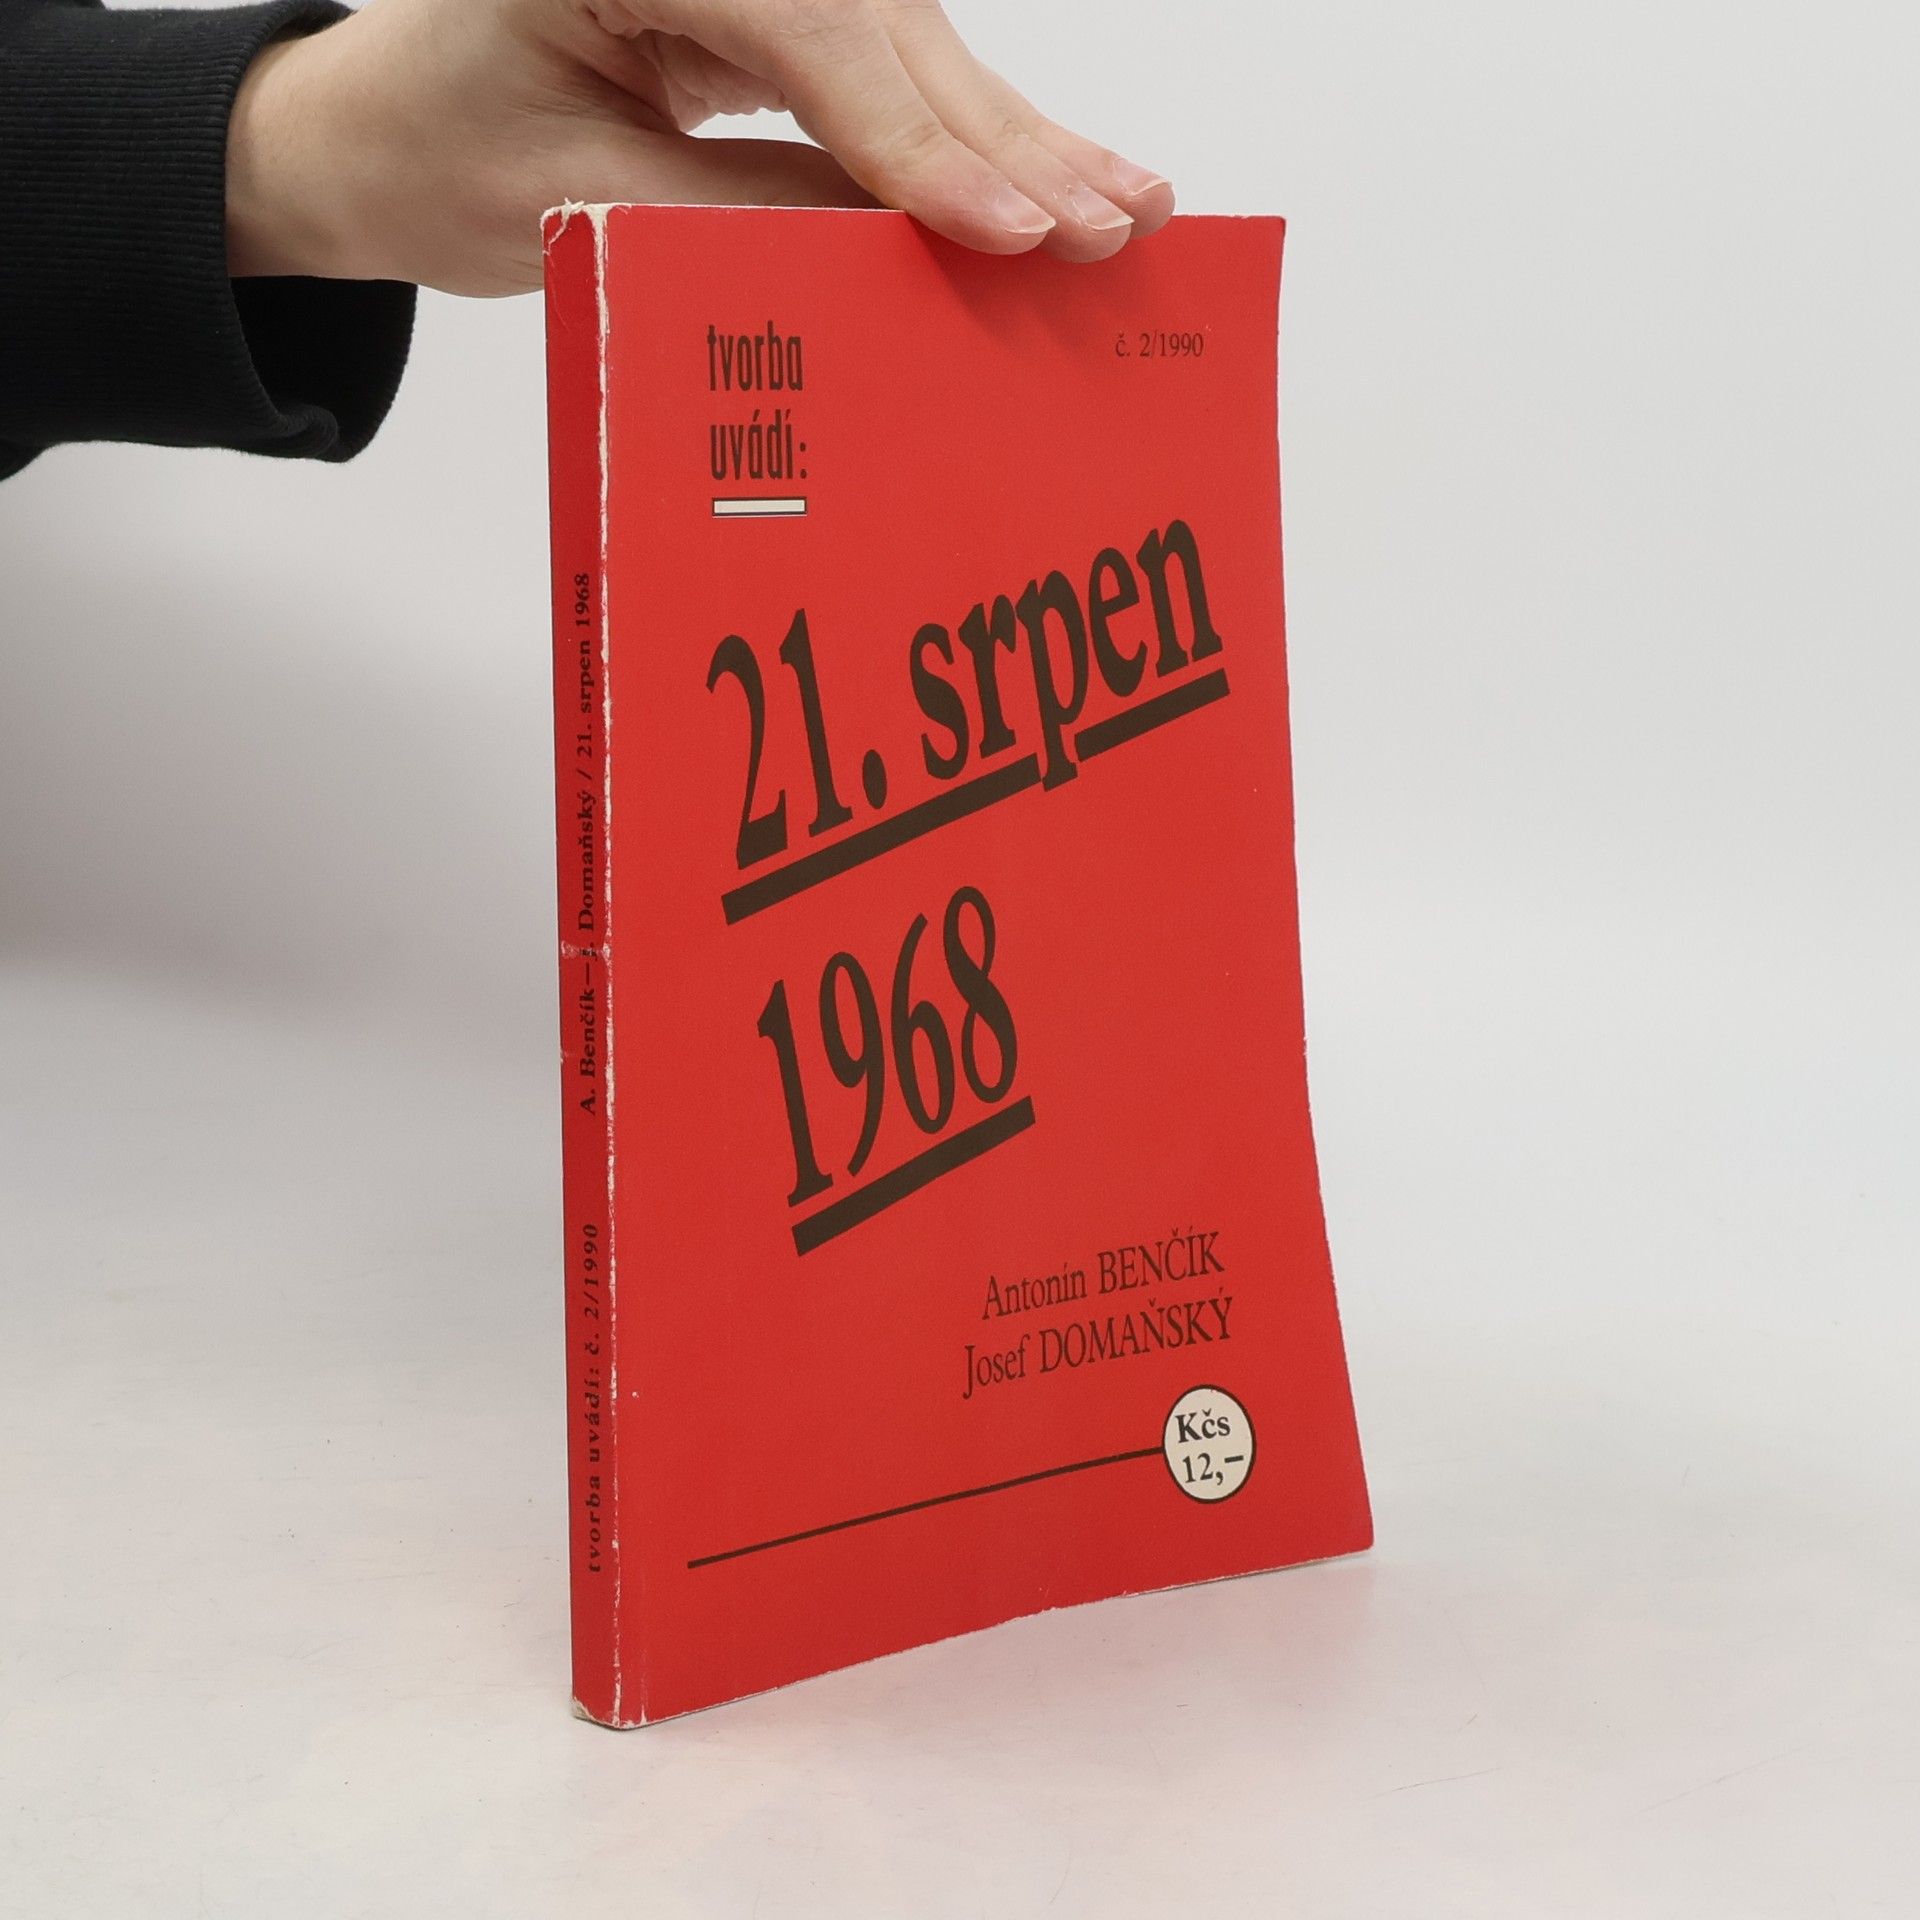 tvorba
uvádí:
č. 2/1990
21. srpen
1968
Antonín BENČÍK
Josef DOMAŇSKÝ
Kčs
12,–
tvorba uvádí: č. 2/1990 A. Benčík—J. Domaňský / 21. srpen 1968